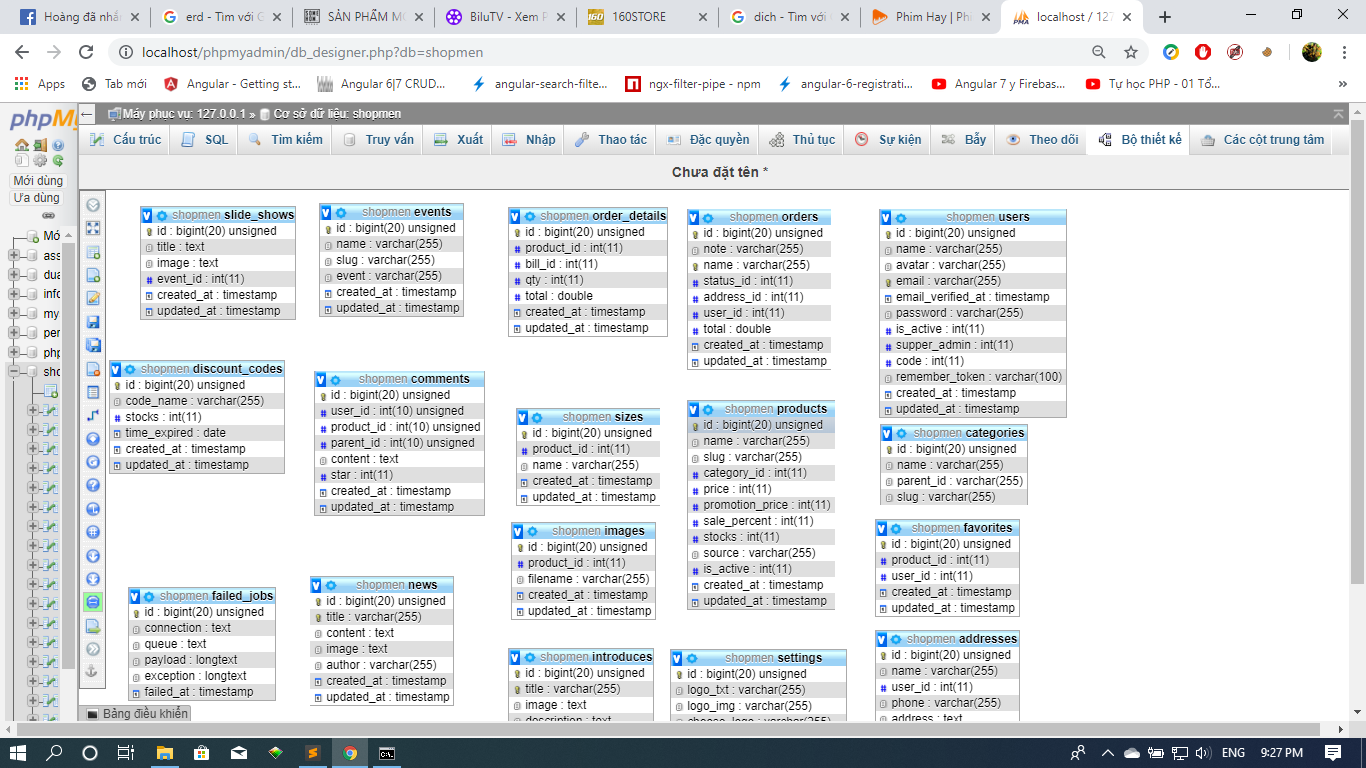 Hoàng đã nhắ
erd - Tìm với G
SẢN PHẨM MỚ
BiluTV - Xem P
160STORE
dich - Tìm với
Phim Hay | Ph
localhost / 127
localhost/phpmyadmin/db_designer.php?db=shopmen
Apps
Tab mới
Angular - Getting st...
Angular 6|7 CRUD...
angular-search-filte...
ngx-filter-pipe - npm
angular-6-registrati...
Angular 7 y Firebas...
Tự học PHP - 01 Tổ...
phpMy
Máy phục vụ: 127.0.0.1 » Cơ sở dữ liệu: shopmen
Cấu trúc
SQL
Tìm kiếm
Truy vấn
Xuất
Nhập
Thao tác
Đặc quyền
Thủ tục
Sự kiện
Bẫy
Theo dõi
Bộ thiết kế
Các cột trung tâm
Chưa đặt tên *
Mới dùng
Ưa dùng
Mớ
ass
dua
info
my
per
php
sho
shopmen slide_shows
id : bigint(20) unsigned
title : text
image : text
event_id : int(11)
created_at : timestamp
updated_at : timestamp
shopmen events
id : bigint(20) unsigned
name : varchar(255)
slug : varchar(255)
event : varchar(255)
created_at : timestamp
updated_at : timestamp
shopmen order_details
id : bigint(20) unsigned
product_id : int(11)
bill_id : int(11)
qty : int(11)
total : double
created_at : timestamp
updated_at : timestamp
shopmen orders
id : bigint(20) unsigned
note : varchar(255)
name : varchar(255)
status_id : int(11)
address_id : int(11)
user_id : int(11)
total : double
created_at : timestamp
updated_at : timestamp
shopmen users
id : bigint(20) unsigned
name : varchar(255)
avatar : varchar(255)
email : varchar(255)
email_verified_at : timestamp
password : varchar(255)
is_active : int(11)
supper_admin : int(11)
code : int(11)
remember_token : varchar(100)
created_at : timestamp
updated_at : timestamp
shopmen discount_codes
id : bigint(20) unsigned
code_name : varchar(255)
stocks : int(11)
time_expired : date
created_at : timestamp
updated_at : timestamp
shopmen comments
id : bigint(20) unsigned
user_id : int(10) unsigned
product_id : int(10) unsigned
parent_id : int(10) unsigned
content : text
star : int(11)
created_at : timestamp
updated_at : timestamp
shopmen sizes
id : bigint(20) unsigned
product_id : int(11)
name : varchar(255)
created_at : timestamp
updated_at : timestamp
shopmen products
id : bigint(20) unsigned
name : varchar(255)
slug : varchar(255)
category_id : int(11)
price : int(11)
promotion_price : int(11)
sale_percent : int(11)
stocks : int(11)
source : varchar(255)
is_active : int(11)
created_at : timestamp
updated_at : timestamp
shopmen categories
id : bigint(20) unsigned
name : varchar(255)
parent_id : varchar(255)
slug : varchar(255)
shopmen images
id : bigint(20) unsigned
product_id : int(11)
filename : varchar(255)
created_at : timestamp
updated_at : timestamp
shopmen favorites
id : bigint(20) unsigned
product_id : int(11)
user_id : int(11)
created_at : timestamp
updated_at : timestamp
shopmen failed_jobs
id : bigint(20) unsigned
connection : text
queue : text
payload : longtext
exception : longtext
failed_at : timestamp
shopmen news
id : bigint(20) unsigned
title : varchar(255)
content : text
image : text
author : varchar(255)
created_at : timestamp
updated_at : timestamp
shopmen introduces
id : bigint(20) unsigned
title : varchar(255)
image : text
description : text
shopmen settings
id : bigint(20) unsigned
logo_txt : varchar(255)
logo_img : varchar(255)
choose_logo : varchar(255)
shopmen addresses
id : bigint(20) unsigned
name : varchar(255)
user_id : int(11)
phone : varchar(255)
address : text
Bảng điều khiển
ENG
9:27 PM